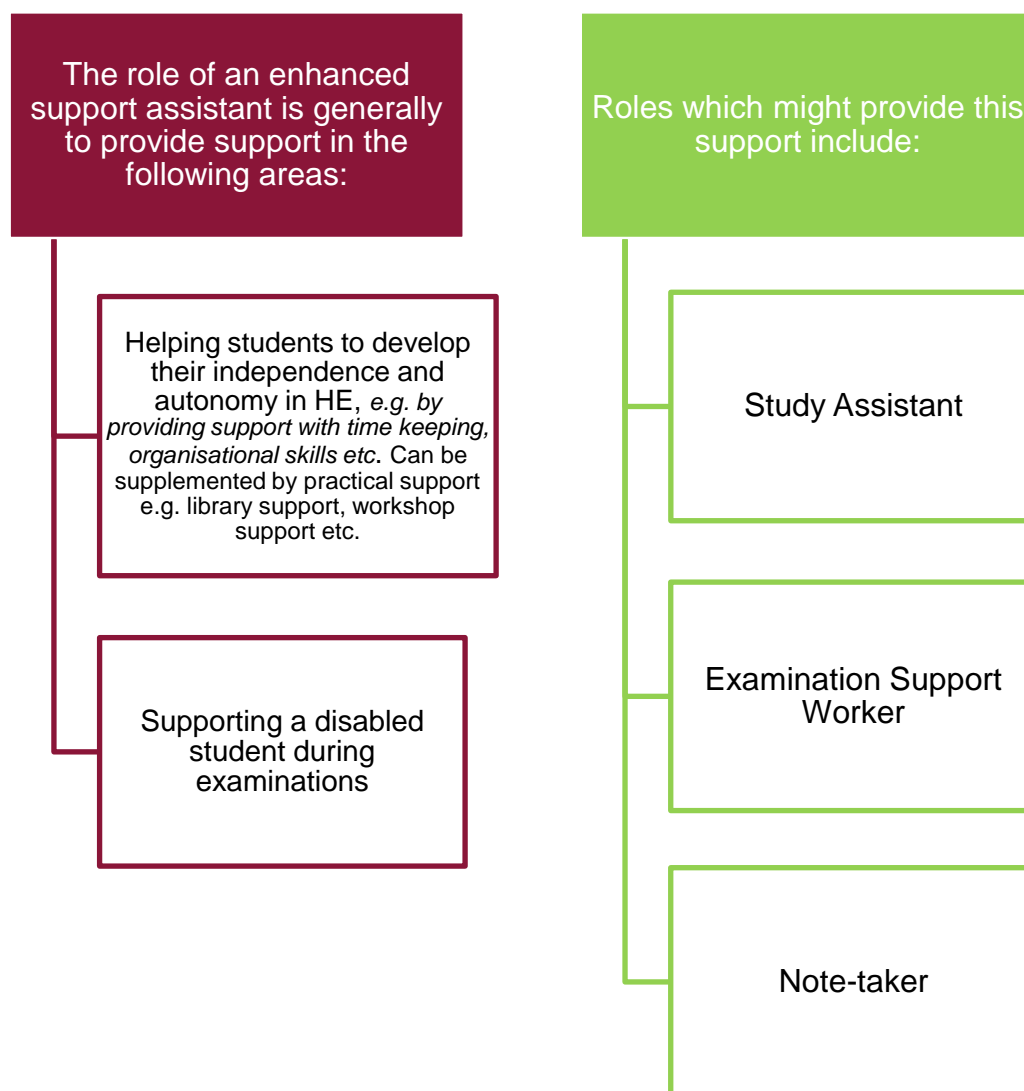 The role of an enhanced
support assistant is generally
to provide support in the
following areas:
Helping students to develop
their independence and
autonomy in HE, e.g. by
providing support with time keeping,
organisational skills etc. Can be
supplemented by practical support
e.g. library support, workshop
support etc.
Supporting a disabled
student during
examinations
Roles which might provide this
support include:
Study Assistant
Examination Support
Worker
Note-taker